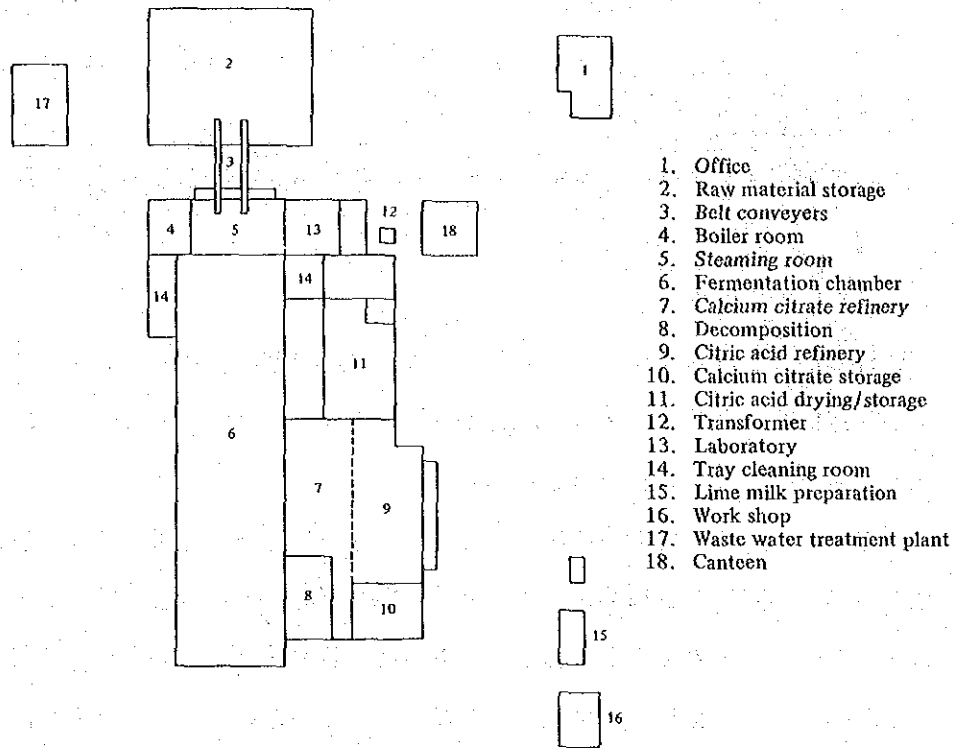 2
1
17
3
12
4
5
13
18
14
14
11
6
7
9
8
10
15
16
1. Office
2. Raw material storage
3. Belt conveyers
4. Boiler room
5. Steaming room
6. Fermentation chamber
7. Calcium citrate refinery
8. Decomposition
9. Citric acid refinery
10. Calcium citrate storage
11. Citric acid drying/storage
12. Transformer
13. Laboratory
14. Tray cleaning room
15. Lime milk preparation
16. Work shop
17. Waste water treatment plant
18. Canteen